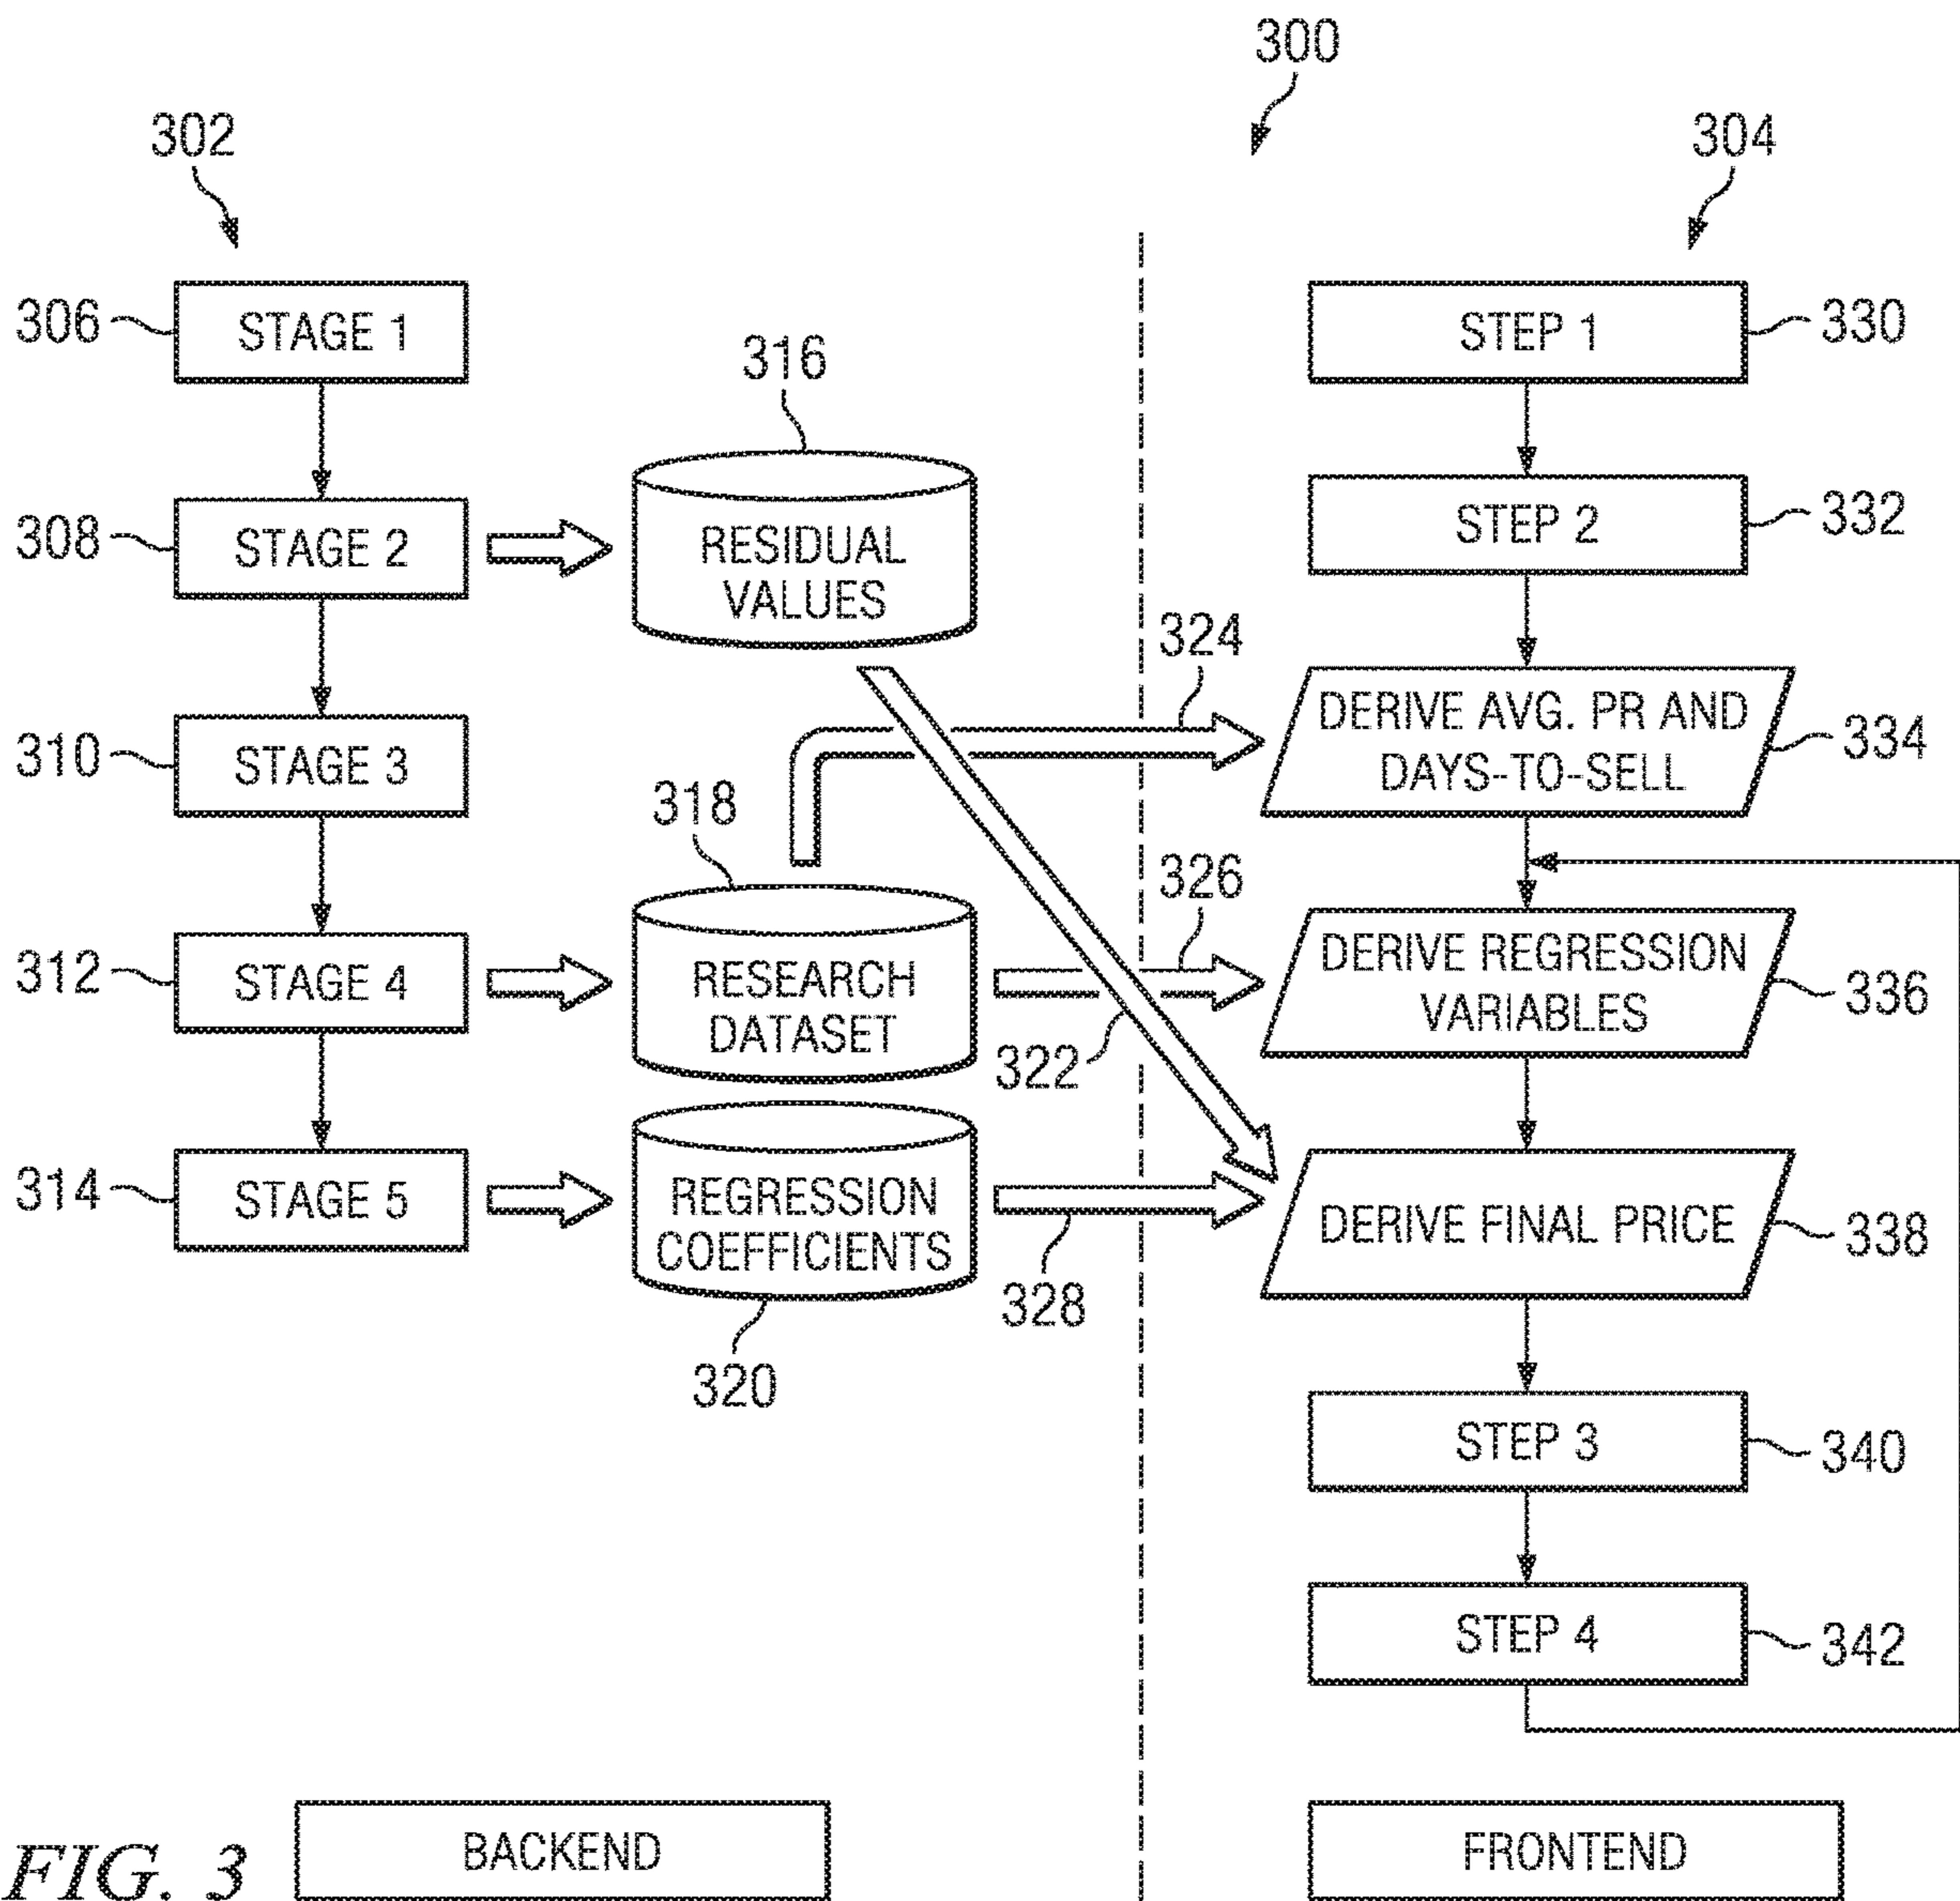 300
302
304
306
STAGE 1
STEP 1
330
316
308
STAGE 2
RESIDUAL
VALUES
STEP 2
332
324
310
STAGE 3
DERIVE AVG. PR AND
DAYS-TO-SELL
334
318
326
312
STAGE 4
RESEARCH
DATASET
322
DERIVE REGRESSION
VARIABLES
336
314
STAGE 5
REGRESSION
COEFFICIENTS
328
DERIVE FINAL PRICE
338
320
STEP 3
340
STEP 4
342
FIG. 3
BACKEND
FRONTEND